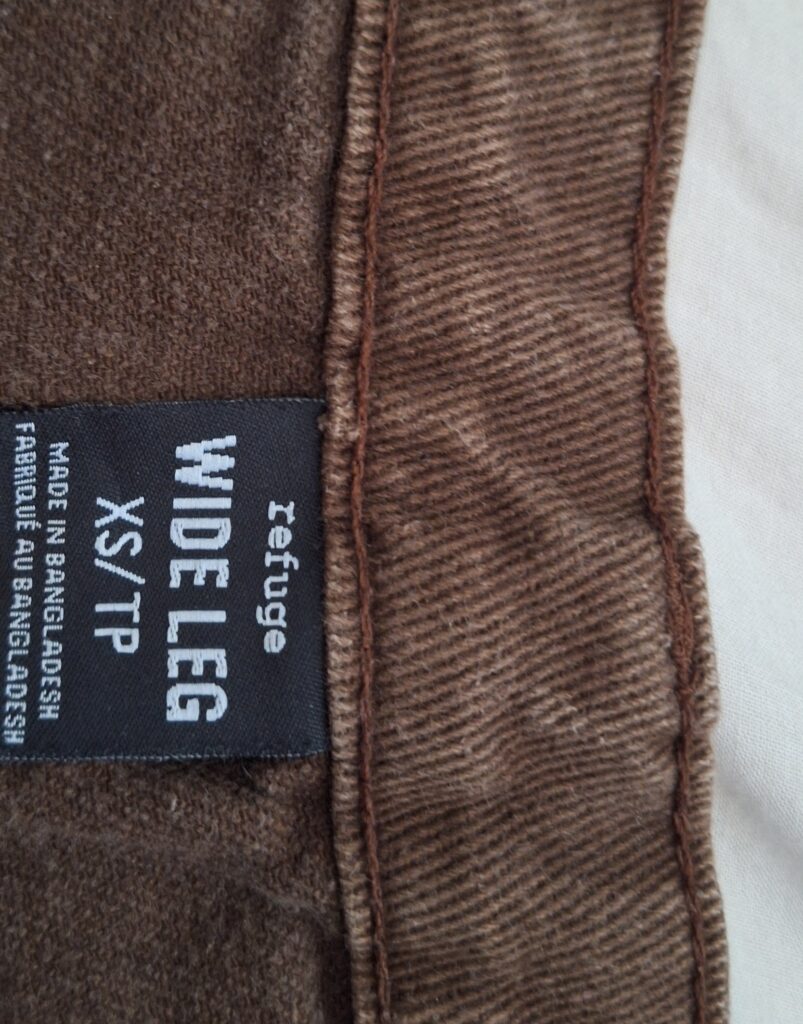 refuge
WIDE LEG
XS/TP
MADE IN BANGLADESH
FABRIQUÉ AU BANGLADESH